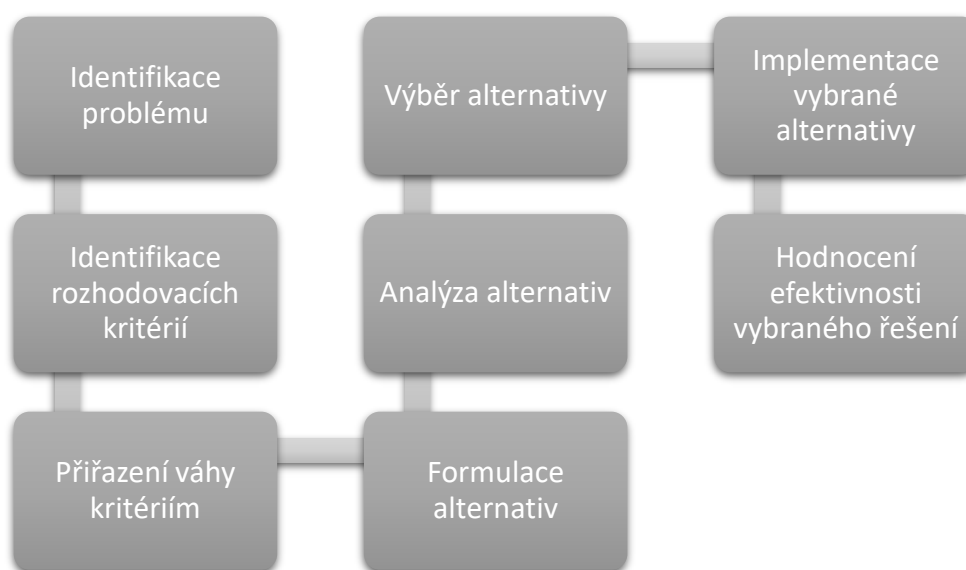 Identifikace
problému
Identifikace
rozhodovacích
kritérií
Přiřazení váhy
kritériím
Formulace
alternativ
Analýza alternativ
Výběr alternativy
Implementace
vybrané
alternativy
Hodnocení
efektivnosti
vybraného řešení